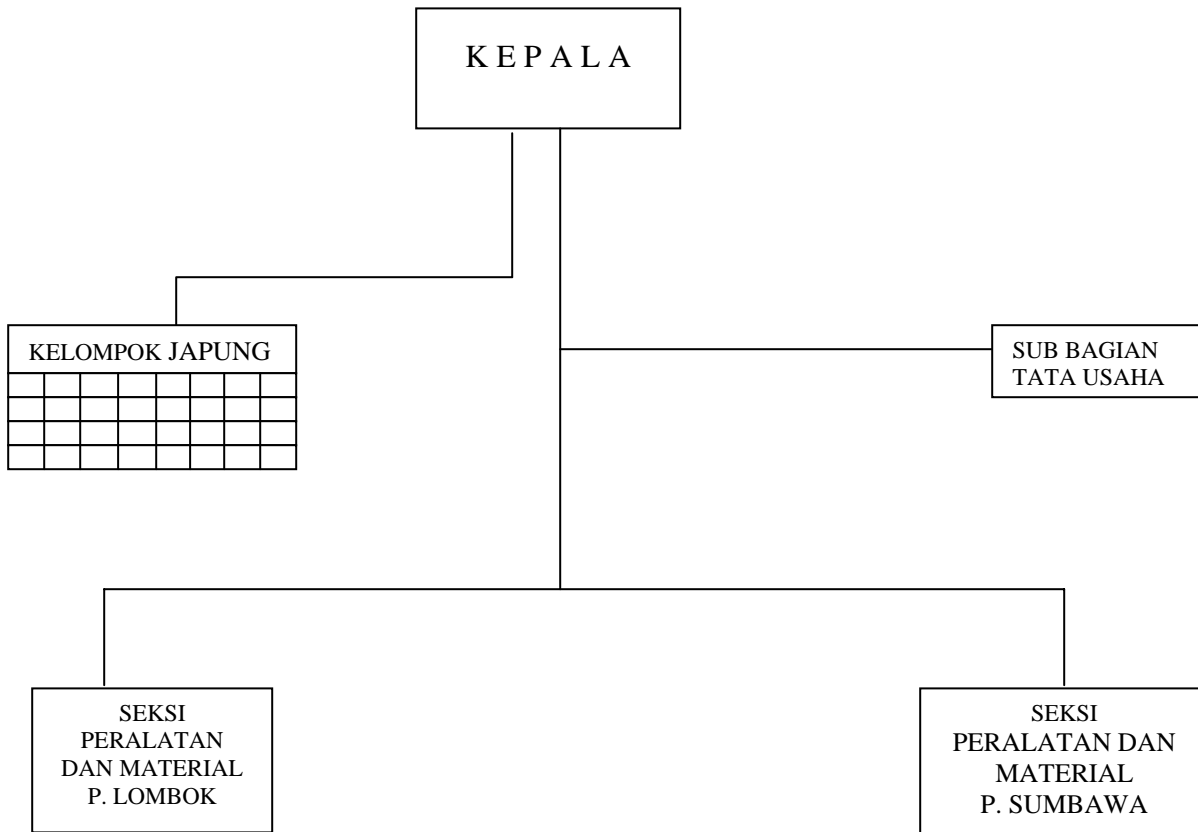 K E P A L A
KELOMPOK JAPUNG
SUB BAGIAN
TATA USAHA
SEKSI
PERALATAN
DAN MATERIAL
P. LOMBOK
SEKSI
PERALATAN DAN
MATERIAL
P. SUMBAWA